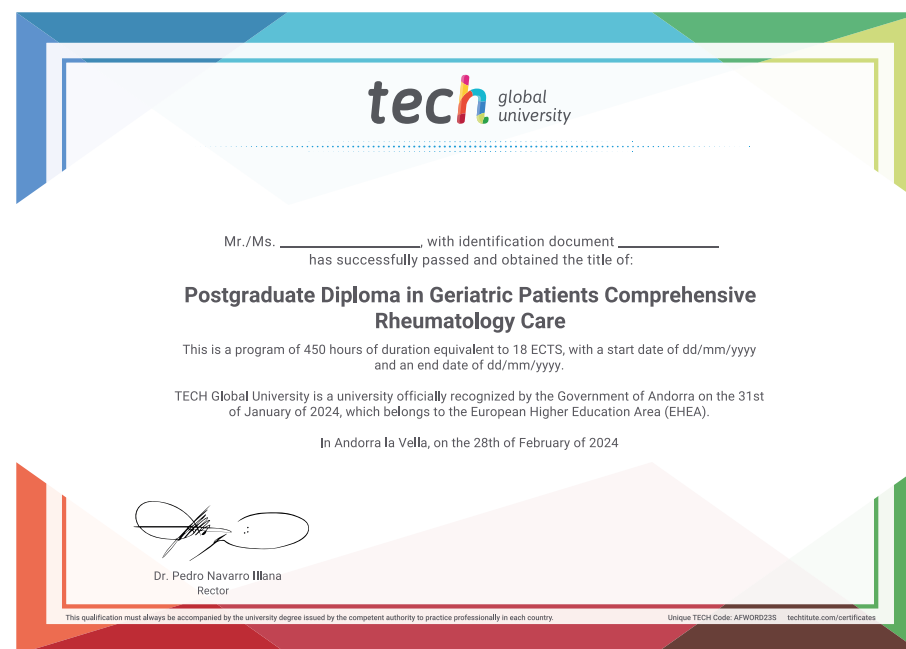 tech global university
Mr./Ms. ____________________, with identification document ______________
has successfully passed and obtained the title of:
Postgraduate Diploma in Geriatric Patients Comprehensive
Rheumatology Care
This is a program of 450 hours of duration equivalent to 18 ECTS, with a start date of dd/mm/yyyy
and an end date of dd/mm/yyyy.
TECH Global University is a university officially recognized by the Government of Andorra on the 31st
of January of 2024, which belongs to the European Higher Education Area (EHEA).
In Andorra la Vella, on the 28th of February of 2024
Dr. Pedro Navarro Illana
Rector
This qualification must always be accompanied by the university degree issued by the competent authority to practice professionally in each country. Unique TECH Code: AFWORD23S techtitute.com/certificates